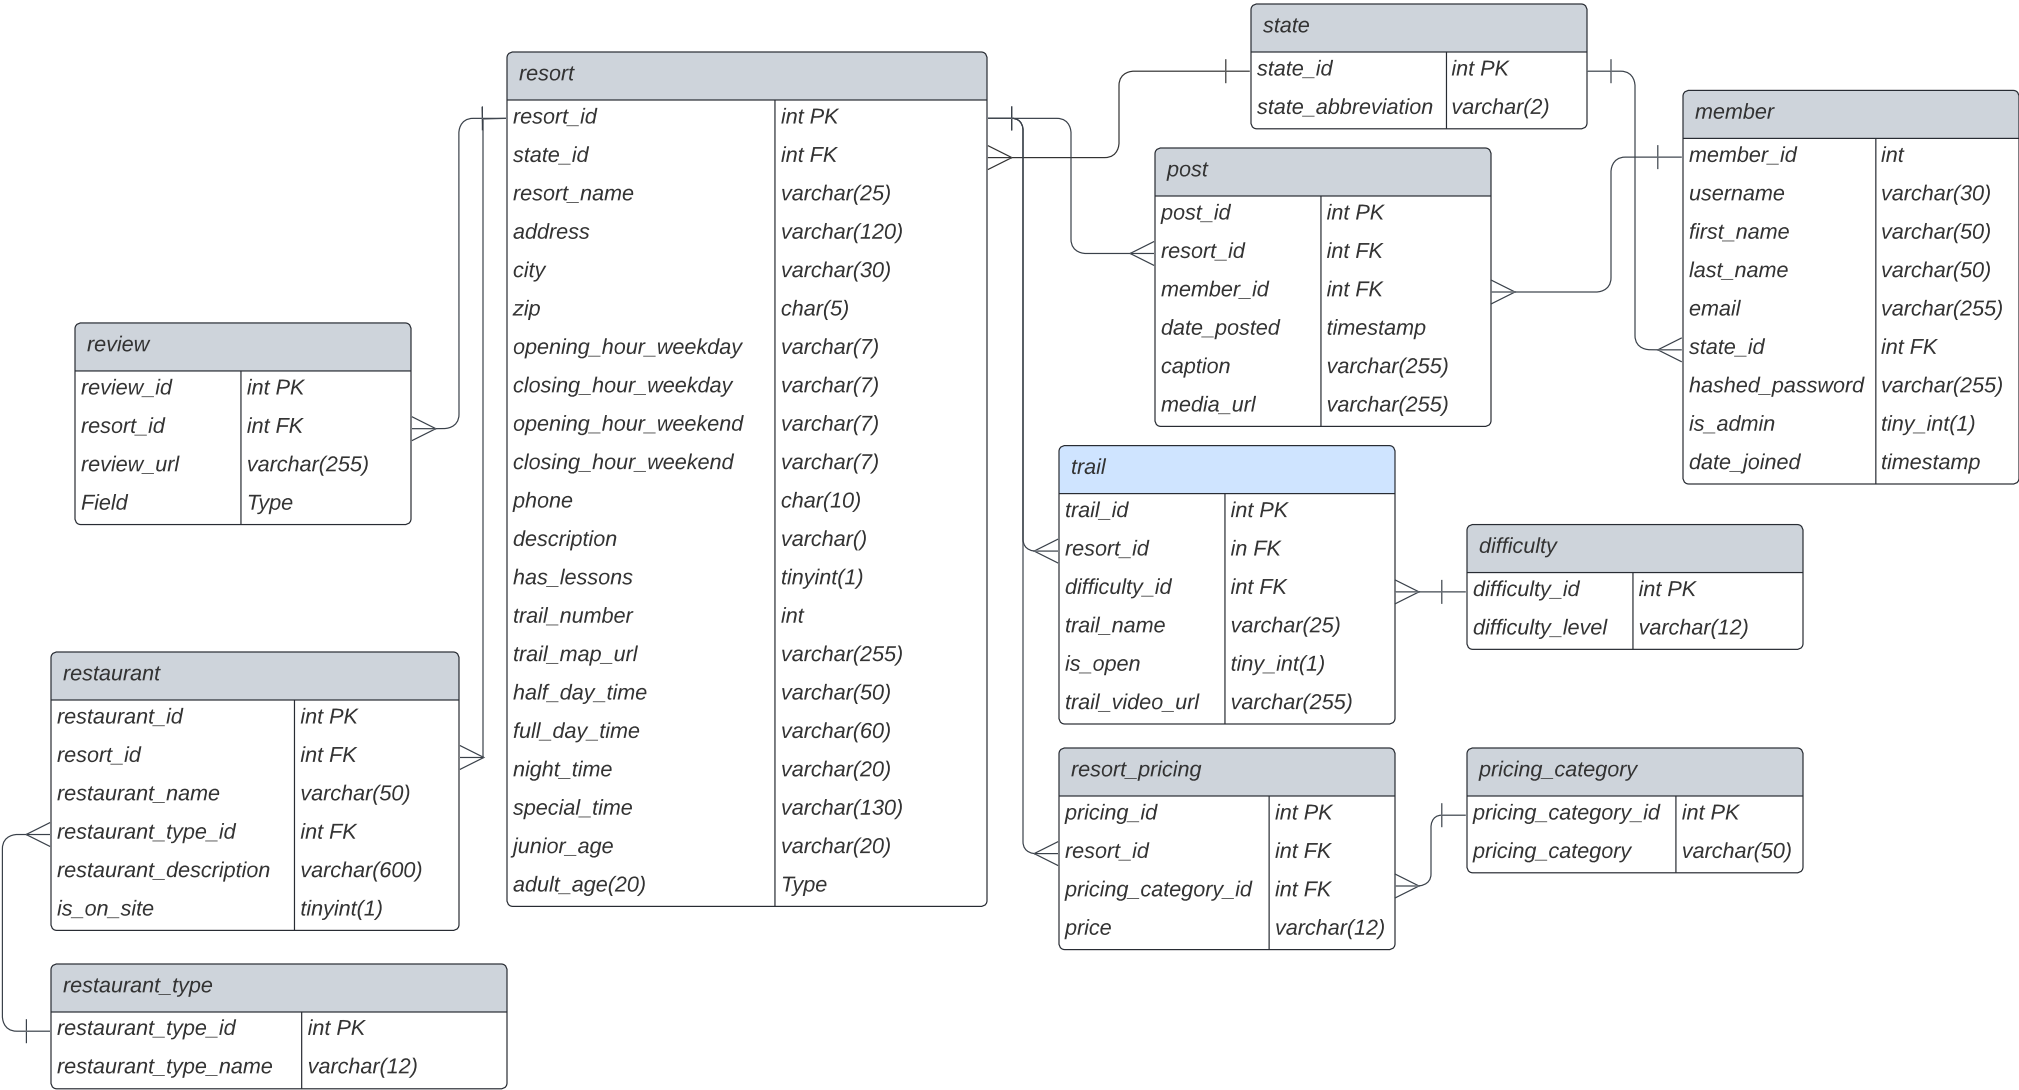 state
state_id int PK
state_abbreviation varchar(2)
resort
resort_id int PK
state_id int FK
resort_name varchar(25)
address varchar(120)
city varchar(30)
zip char(5)
opening_hour_weekday varchar(7)
closing_hour_weekday varchar(7)
opening_hour_weekend varchar(7)
closing_hour_weekend varchar(7)
phone char(10)
description varchar()
has_lessons tinyint(1)
trail_number int
trail_map_url varchar(255)
half_day_time varchar(50)
full_day_time varchar(60)
night_time varchar(20)
special_time varchar(130)
junior_age varchar(20)
adult_age(20) Type
member
member_id int
username varchar(30)
first_name varchar(50)
last_name varchar(50)
email varchar(255)
state_id int FK
hashed_password varchar(255)
is_admin tiny_int(1)
date_joined timestamp
post
post_id int PK
resort_id int FK
member_id int FK
date_posted timestamp
caption varchar(255)
media_url varchar(255)
review
review_id int PK
resort_id int FK
review_url varchar(255)
Field Type
trail
trail_id int PK
resort_id in FK
difficulty_id int FK
trail_name varchar(25)
is_open tiny_int(1)
trail_video_url varchar(255)
difficulty
difficulty_id int PK
difficulty_level varchar(12)
restaurant
restaurant_id int PK
resort_id int FK
restaurant_name varchar(50)
restaurant_type_id int FK
restaurant_description varchar(600)
is_on_site tinyint(1)
resort_pricing
pricing_id int PK
resort_id int FK
pricing_category_id int FK
price varchar(12)
pricing_category
pricing_category_id int PK
pricing_category varchar(50)
restaurant_type
restaurant_type_id int PK
restaurant_type_name varchar(12)